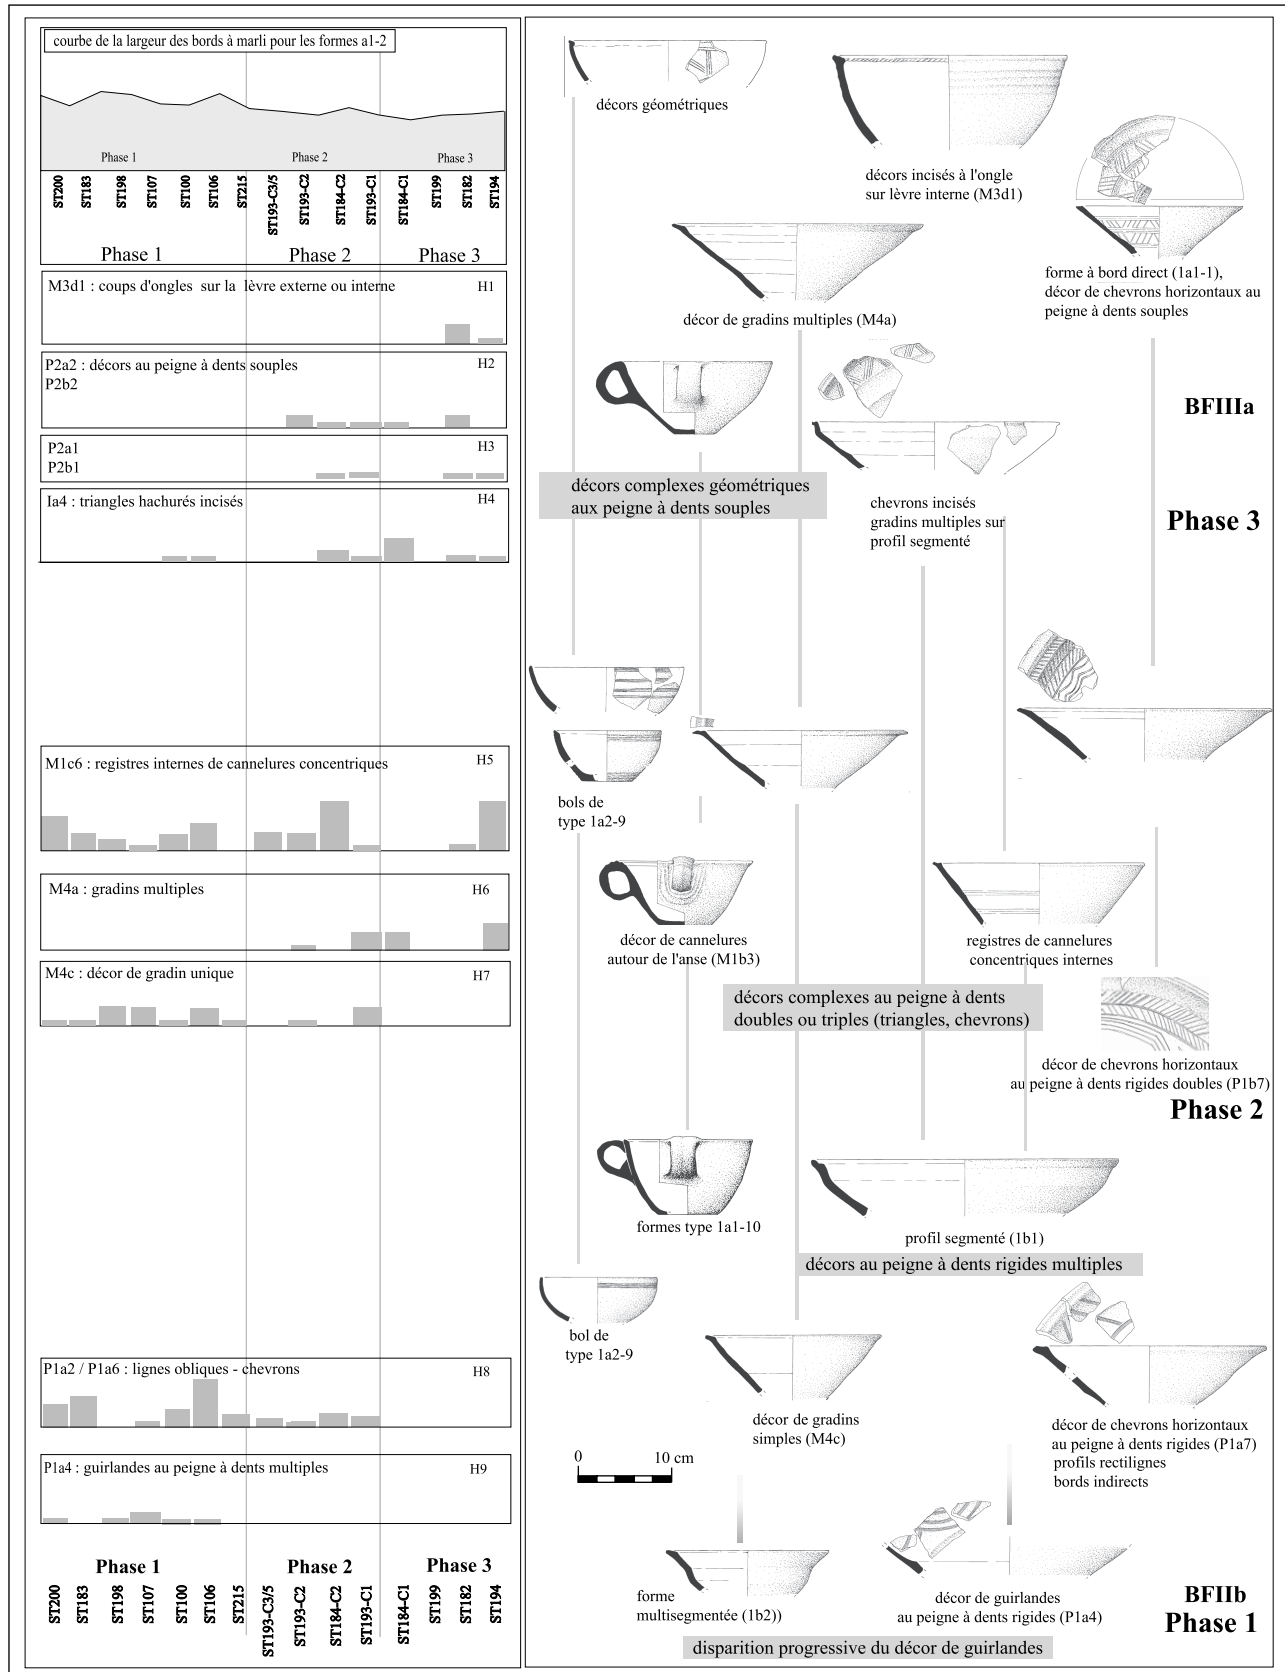 courbe de la largeur des bords à marli pour les formes a1-2
Phase 1
Phase 2
Phase 3
ST200
ST183
ST198
ST107
ST100
ST106
ST215
ST193-C3/5
ST193-C2
ST184-C2
ST193-C1
ST184-C1
ST199
ST182
ST194
Phase 1
Phase 2
Phase 3
M3d1 : coups d'ongles sur la lèvre externe ou interne
H1
P2a2 : décors au peigne à dents souples
H2
P2b2
P2a1
H3
P2b1
Ia4 : triangles hachurés incisés
H4
M1c6 : registres internes de cannelures concentriques
H5
M4a : gradins multiples
H6
M4c : décor de gradin unique
H7
P1a2 / P1a6 : lignes obliques - chevrons
H8
P1a4 : guirlandes au peigne à dents multiples
H9
Phase 1
Phase 2
Phase 3
ST200
ST183
ST198
ST107
ST100
ST106
ST215
ST193-C3/5
ST193-C2
ST184-C2
ST193-C1
ST184-C1
ST199
ST182
ST194
décors géométriques
décors incisés à l'ongle
sur lèvre interne (M3d1)
forme à bord direct (1a1-1),
décor de chevrons horizontaux au
peigne à dents souples
décor de gradins multiples (M4a)
BFIIIa
décors complexes géométriques
aux peigne à dents souples
chevrons incisés
gradins multiples sur
profil segmenté
Phase 3
bols de
type 1a2-9
décor de cannelures
autour de l'anse (M1b3)
registres de cannelures
concentriques internes
décors complexes au peigne à dents
doubles ou triples (triangles, chevrons)
décor de chevrons horizontaux
au peigne à dents rigides doubles (P1b7)
Phase 2
formes type 1a1-10
profil segmenté (1b1)
décors au peigne à dents rigides multiples
bol de
type 1a2-9
décor de gradins
simples (M4c)
décor de chevrons horizontaux
au peigne à dents rigides (P1a7)
profils rectilignes
bords indirects
0
10 cm
forme
multisegmentée (1b2))
décor de guirlandes
au peigne à dents rigides (P1a4)
BFIIb
Phase 1
disparition progressive du décor de guirlandes